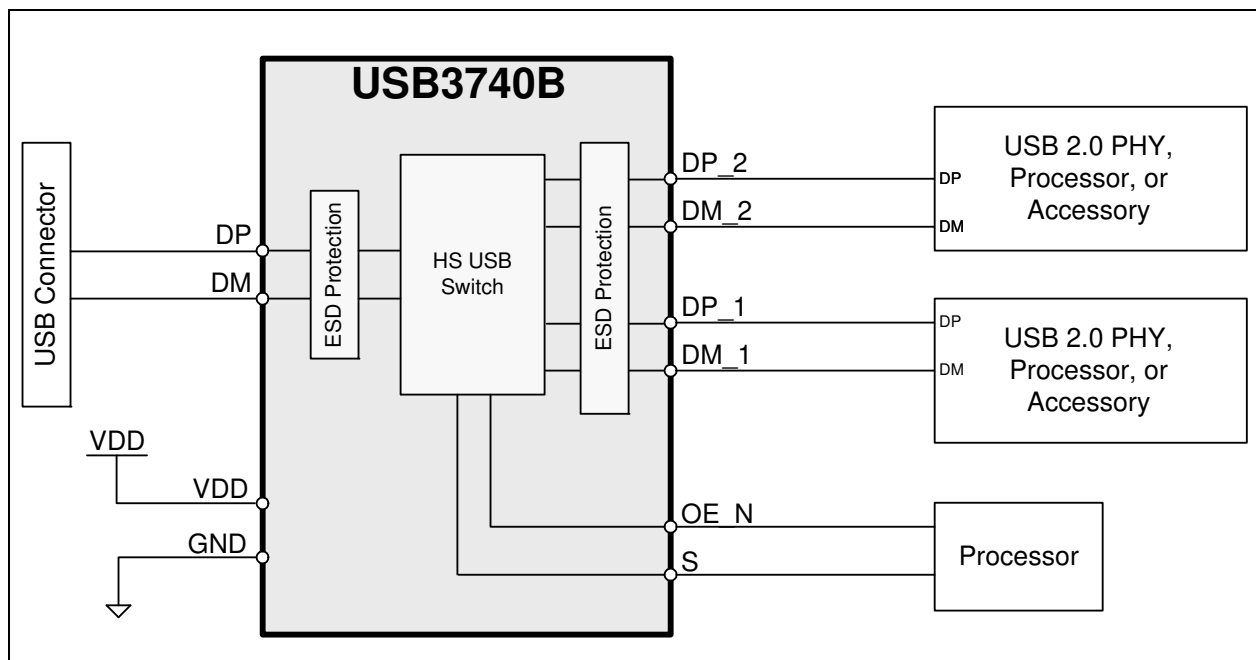 USB3740B
USB Connector
DP
DM
ESD Protection
HS USB
Switch
ESD Protection
DP_2
DM_2
DP_1
DM_1
DP
DM
USB 2.0 PHY,
Processor, or
Accessory
DP
DM
USB 2.0 PHY,
Processor, or
Accessory
VDD
VDD
GND
OE_N
S
Processor